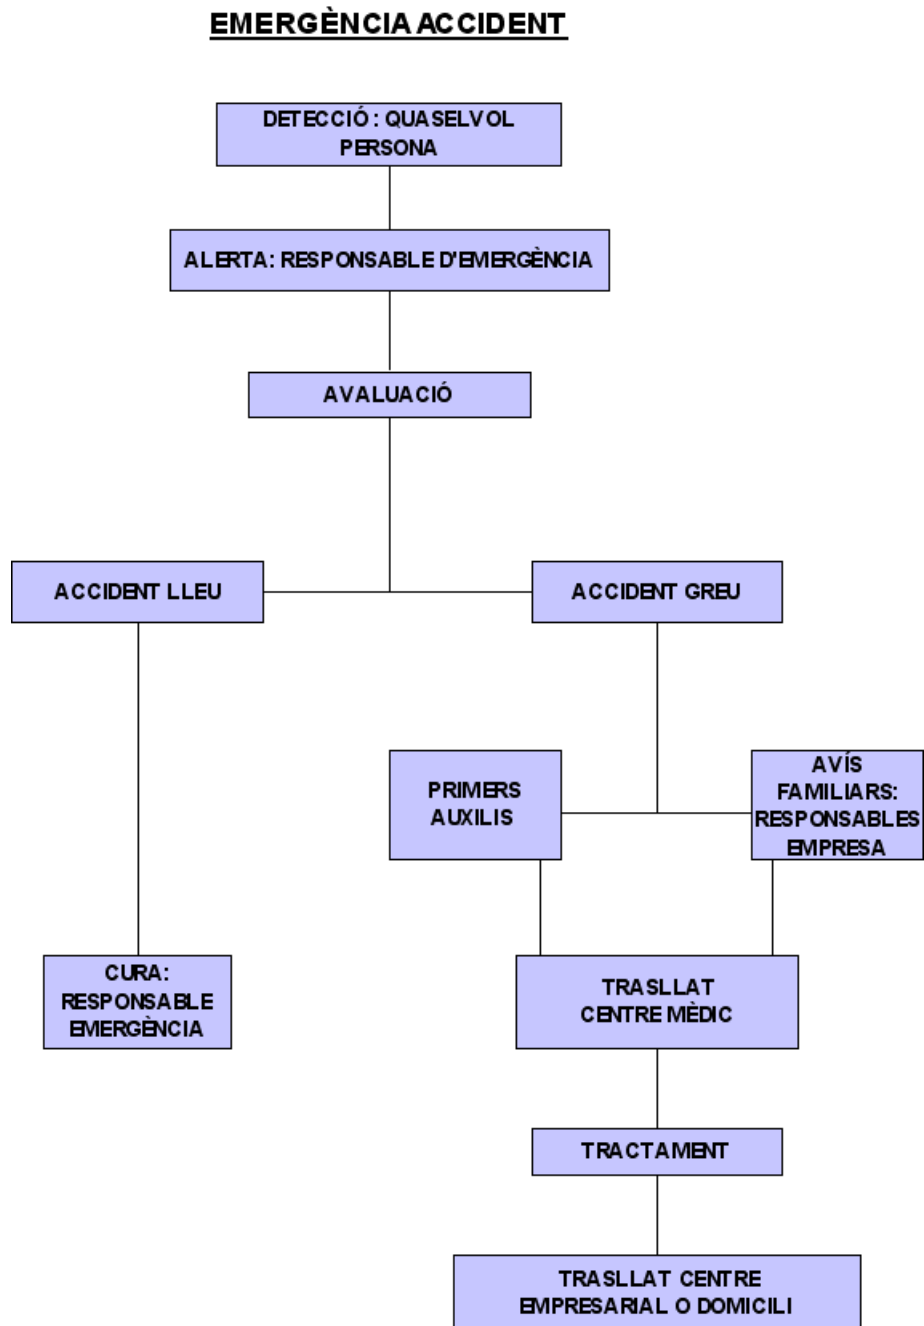 EMERGÈNCIA ACCIDENT
DETECCIÓ : QUASELVOL
PERSONA
ALERTA: RESPONSABLE D'EMERGÈNCIA
AVALUACIÓ
ACCIDENT LLEU
ACCIDENT GREU
PRIMERS
AUXILIS
AVÍS
FAMILIARS:
RESPONSABLES
EMPRESA
CURA:
RESPONSABLE
EMERGÈNCIA
TRASLLAT
CENTRE MÈDIC
TRACTAMENT
TRASLLAT CENTRE
EMPRESARIAL O DOMICILI